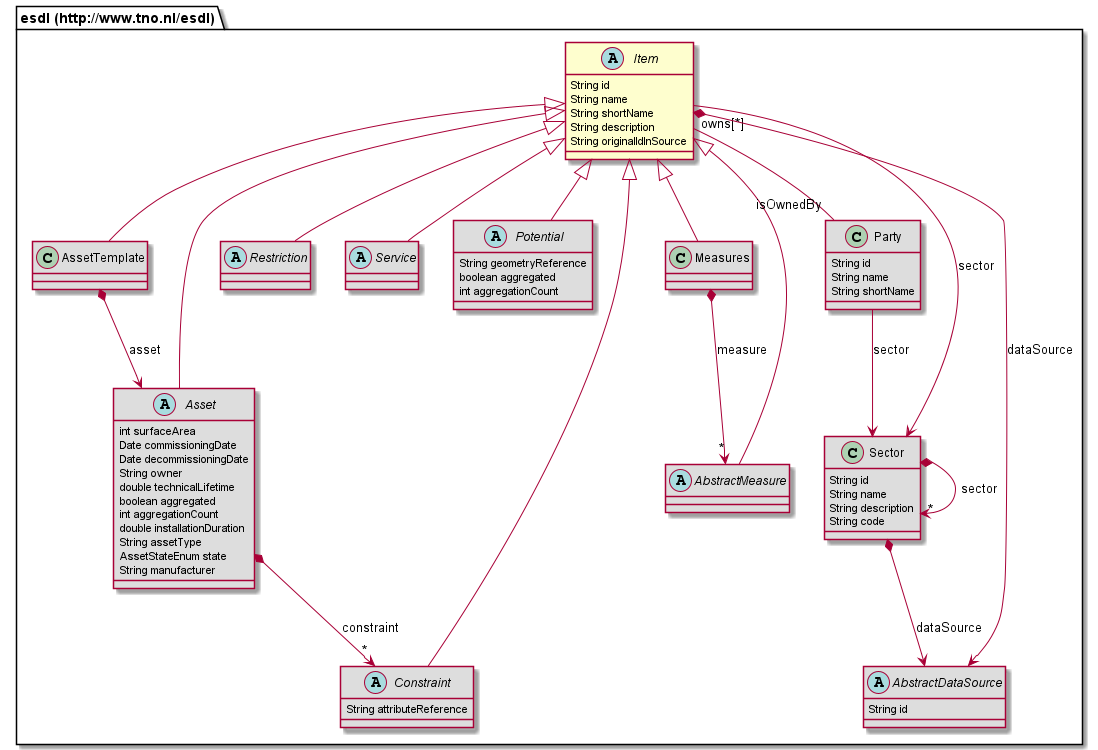 esdl (http://www.tno.nl/esdl)
A Item
String id
String name
String shortName
String description
String originalIdInSource
owns[*]
isOwnedBy
C AssetTemplate
A Restriction
A Service
A Potential
String geometryReference
boolean aggregated
int aggregationCount
C Measures
C Party
String id
String name
String shortName
sector
asset
measure
sector
dataSource
A Asset
int surfaceArea
Date commissioningDate
Date decommissioningDate
String owner
double technicalLifetime
boolean aggregated
int aggregationCount
double installationDuration
String assetType
AssetStateEnum state
String manufacturer
*
A AbstractMeasure
C Sector
String id
String name
String description
String code
sector
*
constraint
*
dataSource
A Constraint
String attributeReference
A AbstractDataSource
String id